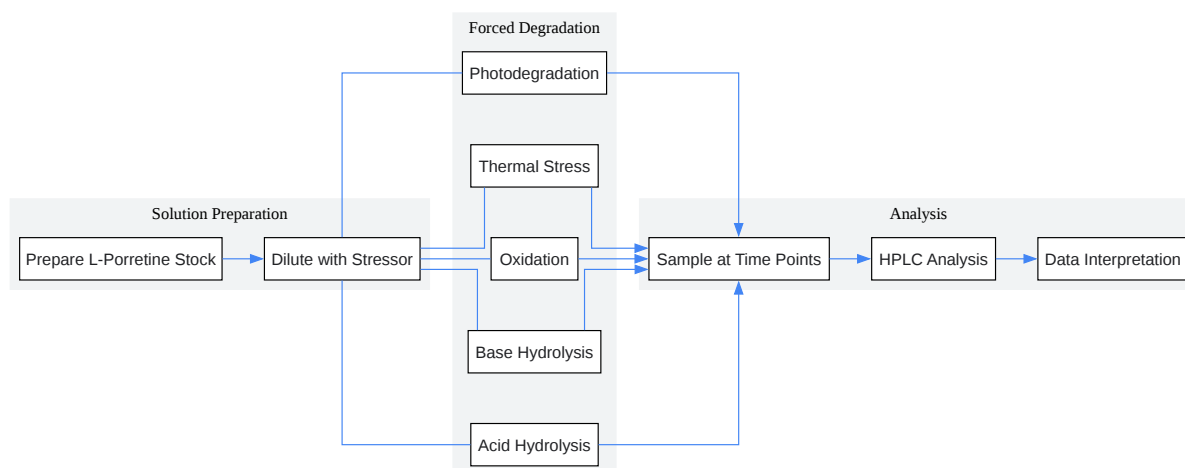 Forced Degradation
Photodegradation
Thermal Stress
Solution Preparation
Analysis
Prepare L-Porretine Stock
Dilute with Stressor
Oxidation
Sample at Time Points
HPLC Analysis
Data Interpretation
Base Hydrolysis
Acid Hydrolysis